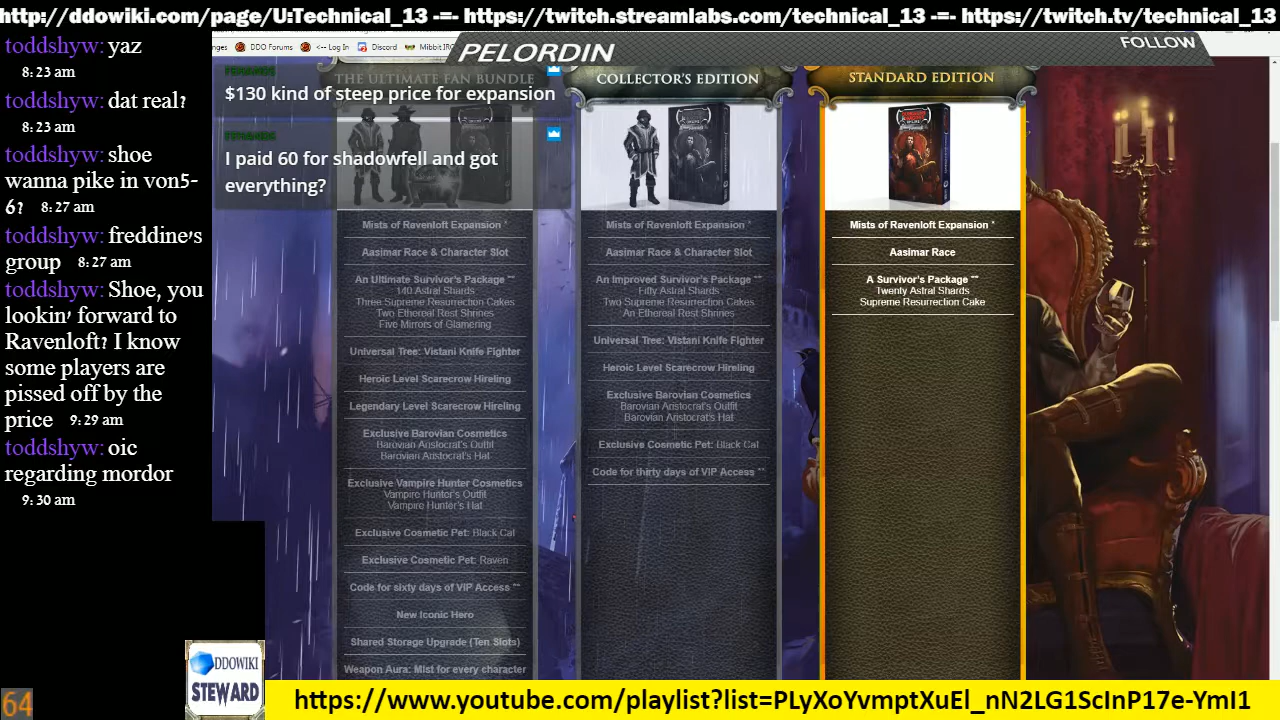 http://ddowiki.com/page/U:Technical_13 -=- https://twitch.streamlabs.com/technical_13 -=- https://twitch.tv/technical_13
toddshyw: yaz
8:23 am
toddshyw: dat real?
8:23 am
toddshyw: shoe
wanna pike in von5-
6? 8:27 am
toddshyw: freddine's
group 8:27 am
toddshyw: Shoe, you
lookin' forward to
Ravenloft? I know
some players are
pissed off by the
price 9:29 am
toddshyw: oic
regarding mordor
9:30 am
nges DDO Forums <-- Log In Discord Mibbit IR
PELORDIN
FOLLOW
$130 kind of steep price for expansion
I paid 60 for shadowfell and got
everything?
THE ULTIMATE FAN BUNDLE
Mists of Ravenloft Expansion *
Aasimar Race & Character Slot
An Ultimate Survivor's Package **
140 Astral Shards
Three Supreme Resurrection Cakes
Two Ethereal Rest Shrines
Five Mirrors of Glamering
Universal Tree: Vistani Knife Fighter
Heroic Level Scarecrow Hireling
Legendary Level Scarecrow Hireling
Exclusive Barovian Cosmetics
Barovian Aristocrat's Outfit
Barovian Aristocrat's Hat
Exclusive Vampire Hunter Cosmetics
Vampire Hunter's Outfit
Vampire Hunter's Hat
Exclusive Cosmetic Pet: Black Cat
Exclusive Cosmetic Pet: Raven
Code for sixty days of VIP Access **
New Iconic Hero
Shared Storage Upgrade (Ten Slots)
Weapon Aura: Mist for every character
COLLECTOR'S EDITION
Mists of Ravenloft Expansion *
Aasimar Race & Character Slot
An Improved Survivor's Package **
Fifty Astral Shards
Two Supreme Resurrection Cakes
An Ethereal Rest Shrines
Universal Tree: Vistani Knife Fighter
Heroic Level Scarecrow Hireling
Exclusive Barovian Cosmetics
Barovian Aristocrat's Outfit
Barovian Aristocrat's Hat
Exclusive Cosmetic Pet: Black Cat
Code for thirty days of VIP Access **
STANDARD EDITION
Mists of Ravenloft Expansion *
Aasimar Race
A Survivor's Package **
Twenty Astral Shards
Supreme Resurrection Cake
DDOWIKI
STEWARD
64
https://www.youtube.com/playlist?list=PLyXoYvmptXuEl_nN2LG1ScInP17e-YmI1